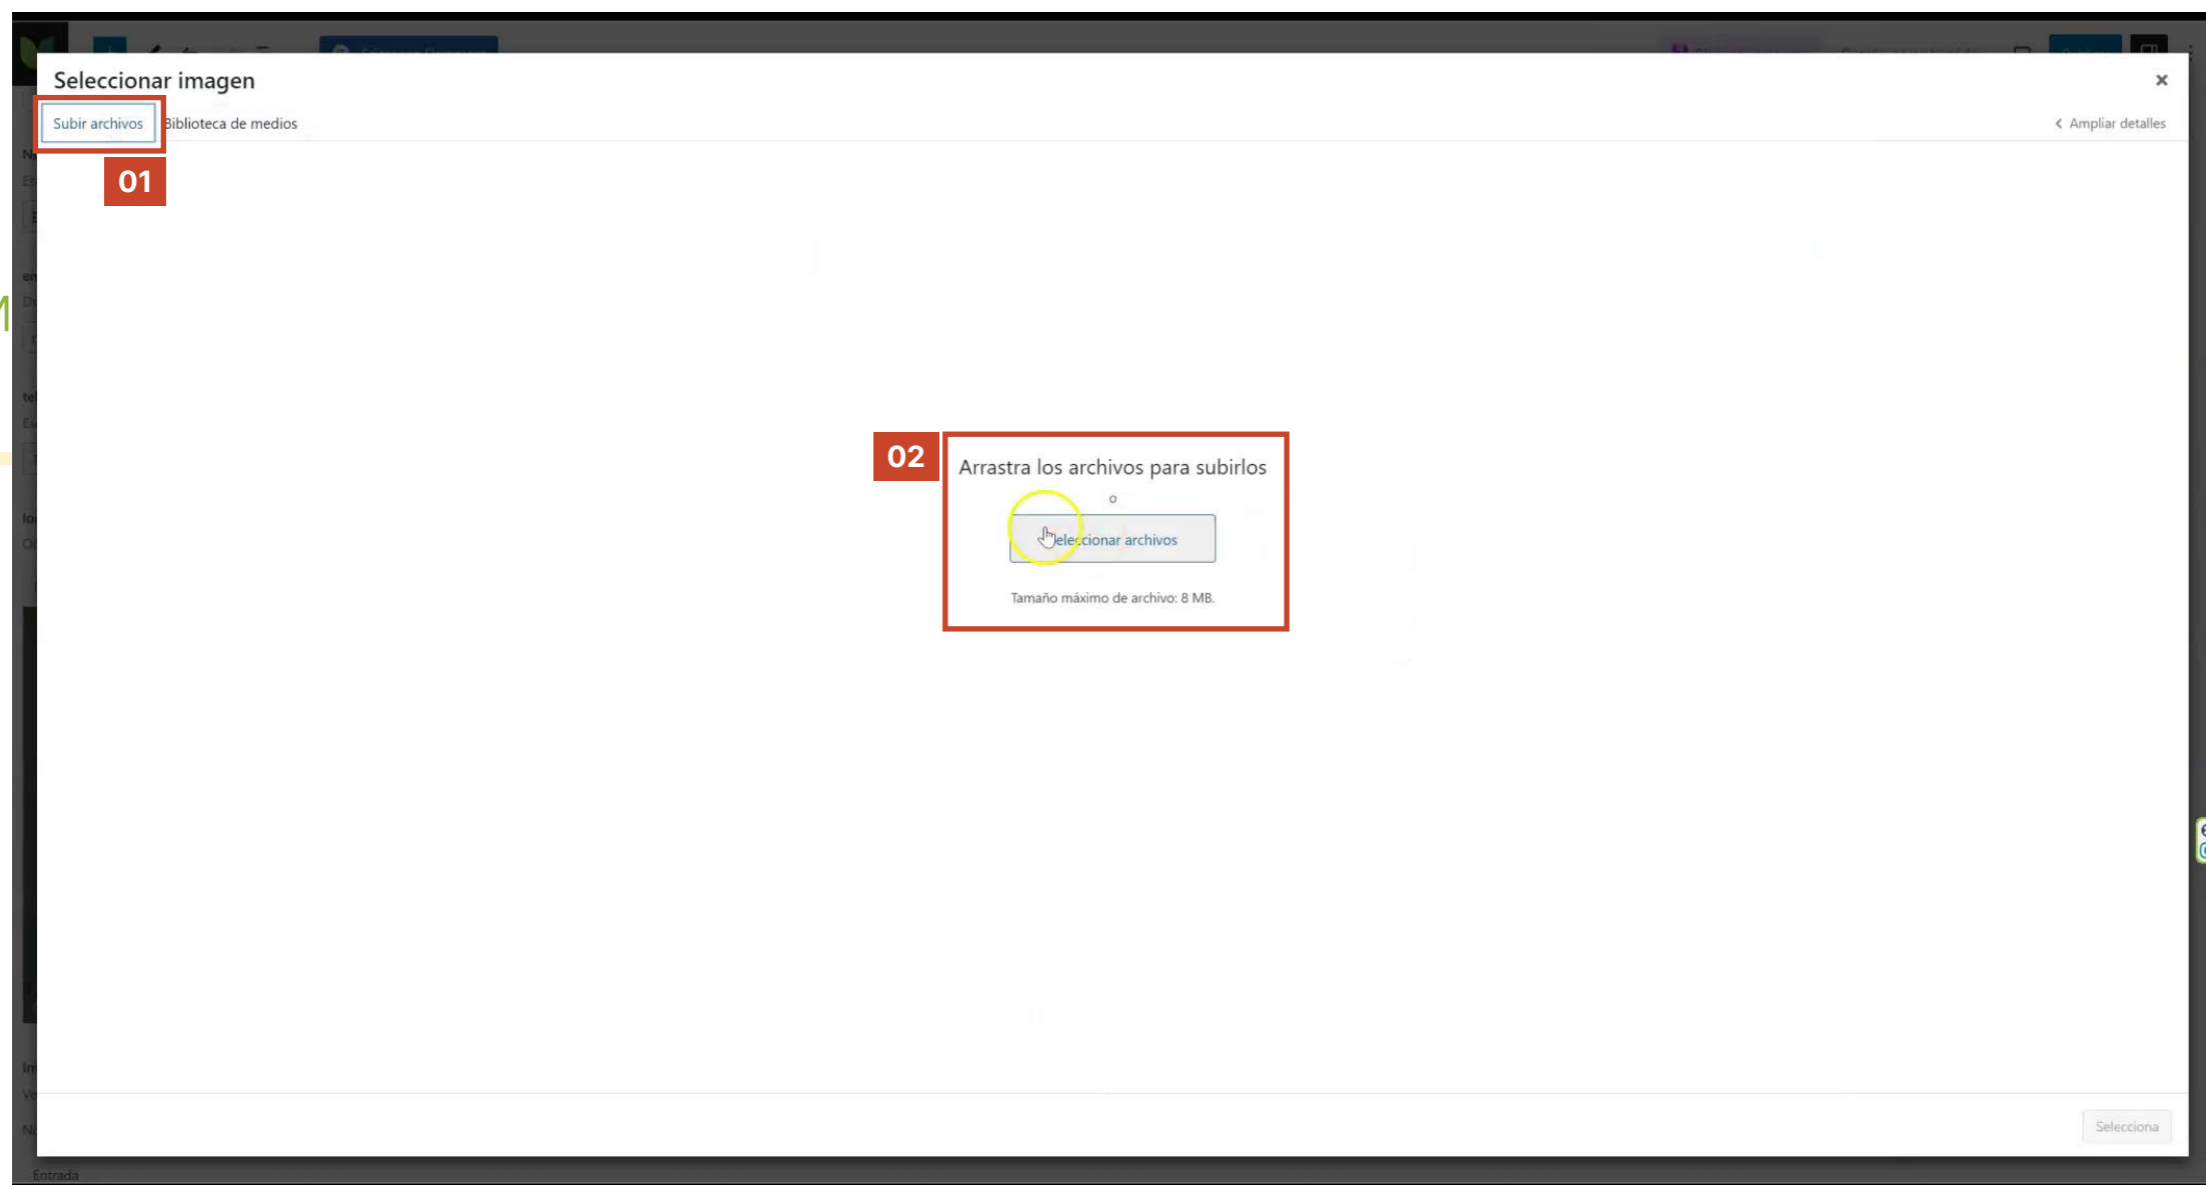 Seleccionar imagen
Subir archivos
Biblioteca de medios
Ampliar detalles
01
02
Arrastra los archivos para subirlos
o
Seleccionar archivos
Tamaño máximo de archivo: 8 MB.
Selecciona
Entrada